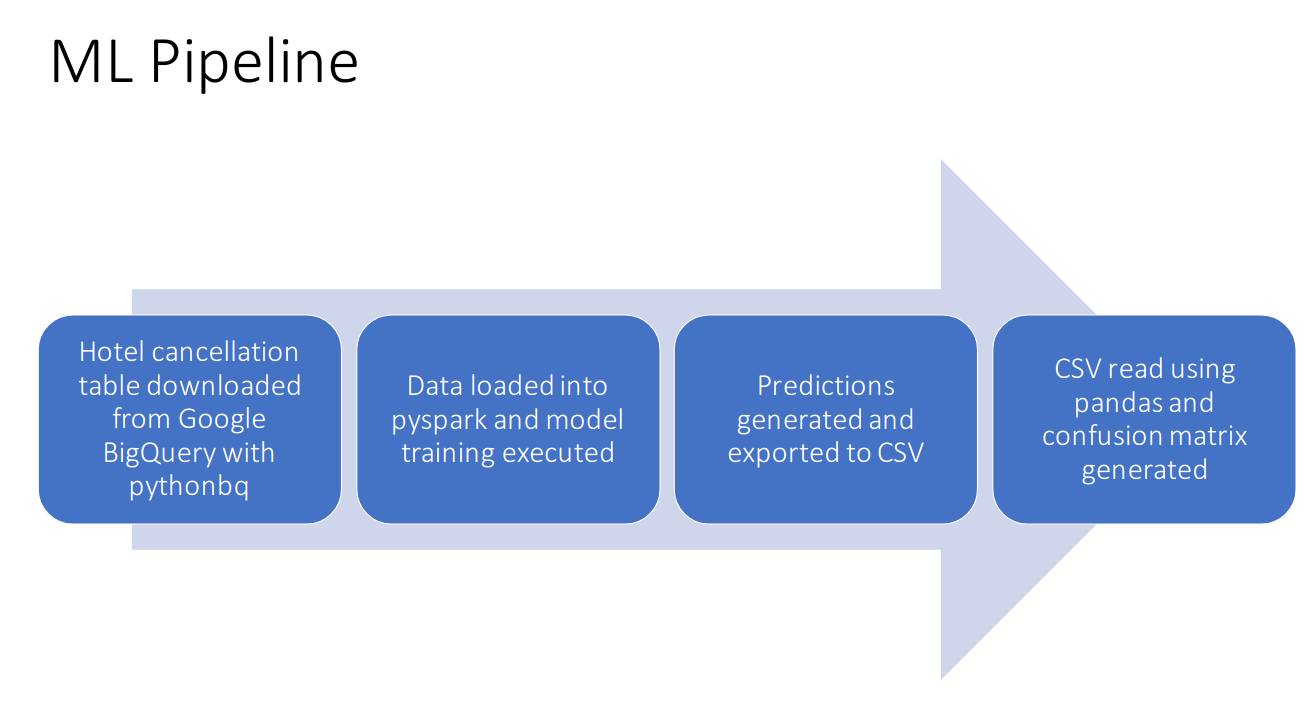 ML Pipeline
Hotel cancellation
table downloaded
from Google
BigQuery with
pythonbq
Data loaded into
pyspark and model
training executed
Predictions
generated and
exported to CSV
CSV read using
pandas and
confusion matrix
generated